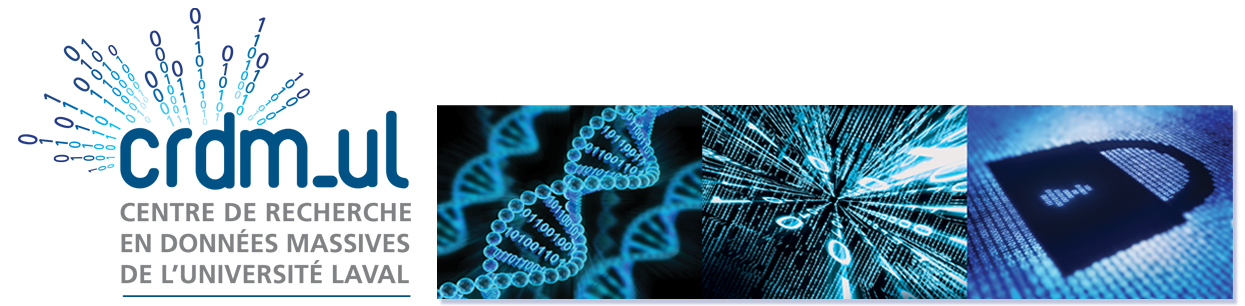 crdm_ul
CENTRE DE RECHERCHE
EN DONNÉES MASSIVES
DE L'UNIVERSITÉ LAVAL